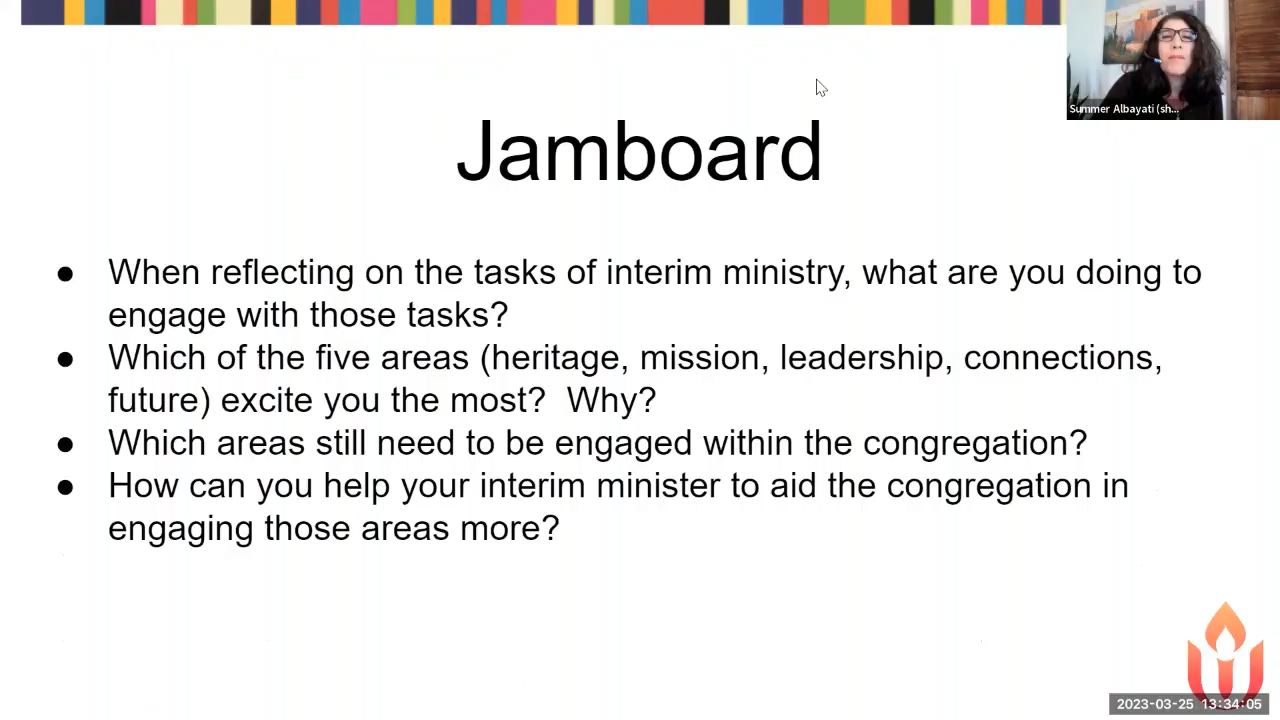 Summer Albayati (sh...
Jamboard
● When reflecting on the tasks of interim ministry, what are you doing to
engage with those tasks?
● Which of the five areas (heritage, mission, leadership, connections,
future) excite you the most?  Why?
● Which areas still need to be engaged within the congregation?
● How can you help your interim minister to aid the congregation in
engaging those areas more?
2023-03-25 13:34:05